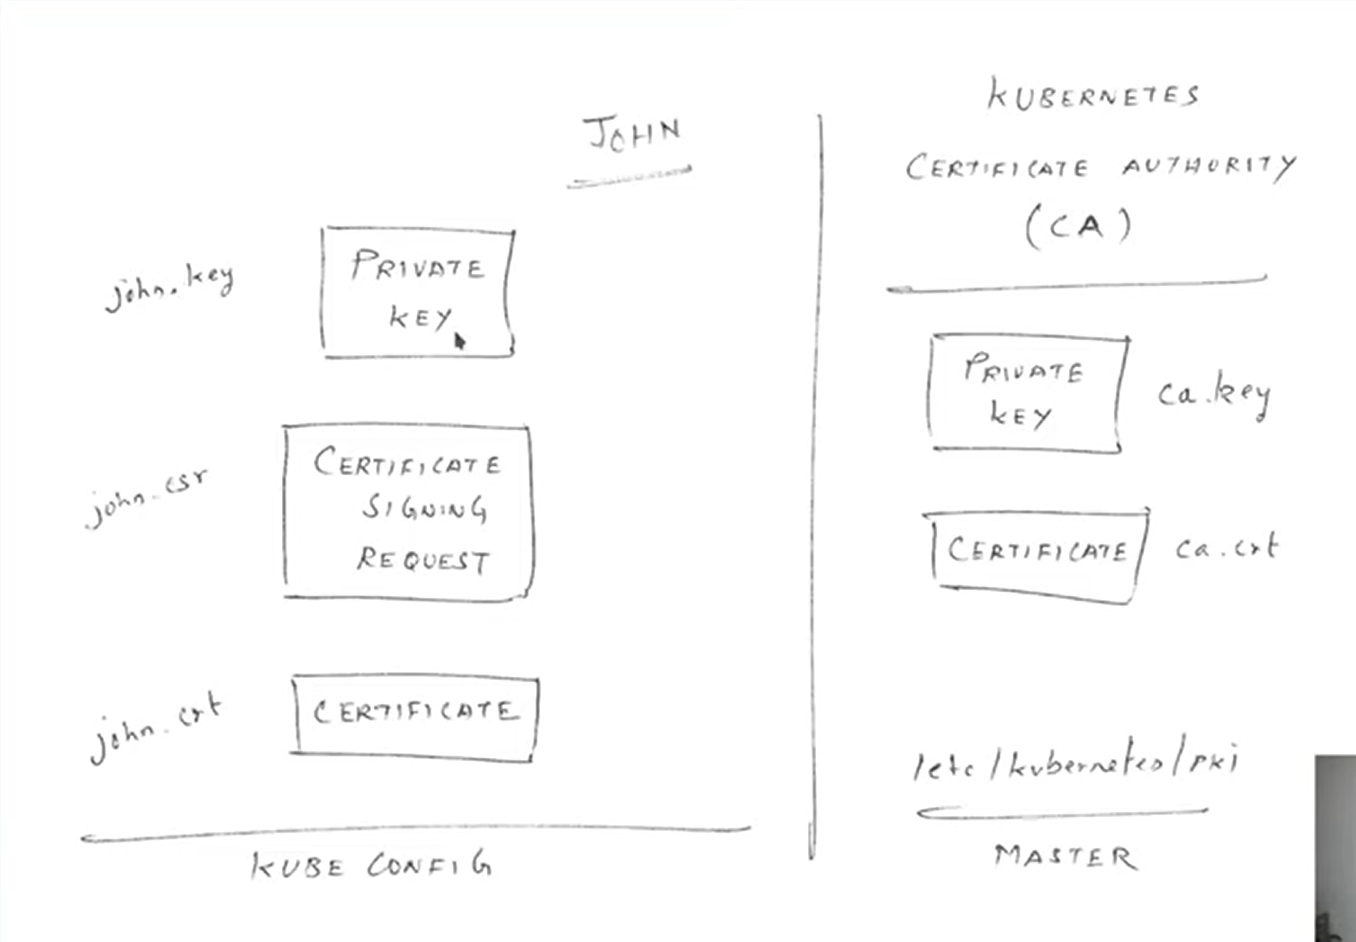 JOHN
john.key
PRIVATE
KEY
john.csr
CERTIFICATE
SIGNING
REQUEST
john.crt
CERTIFICATE
KUBE CONFIG
KUBERNETES
CERTIFICATE AUTHORITY
(CA)
PRIVATE
KEY
ca.key
CERTIFICATE
ca.crt
/etc/kubernetes/pki
MASTER